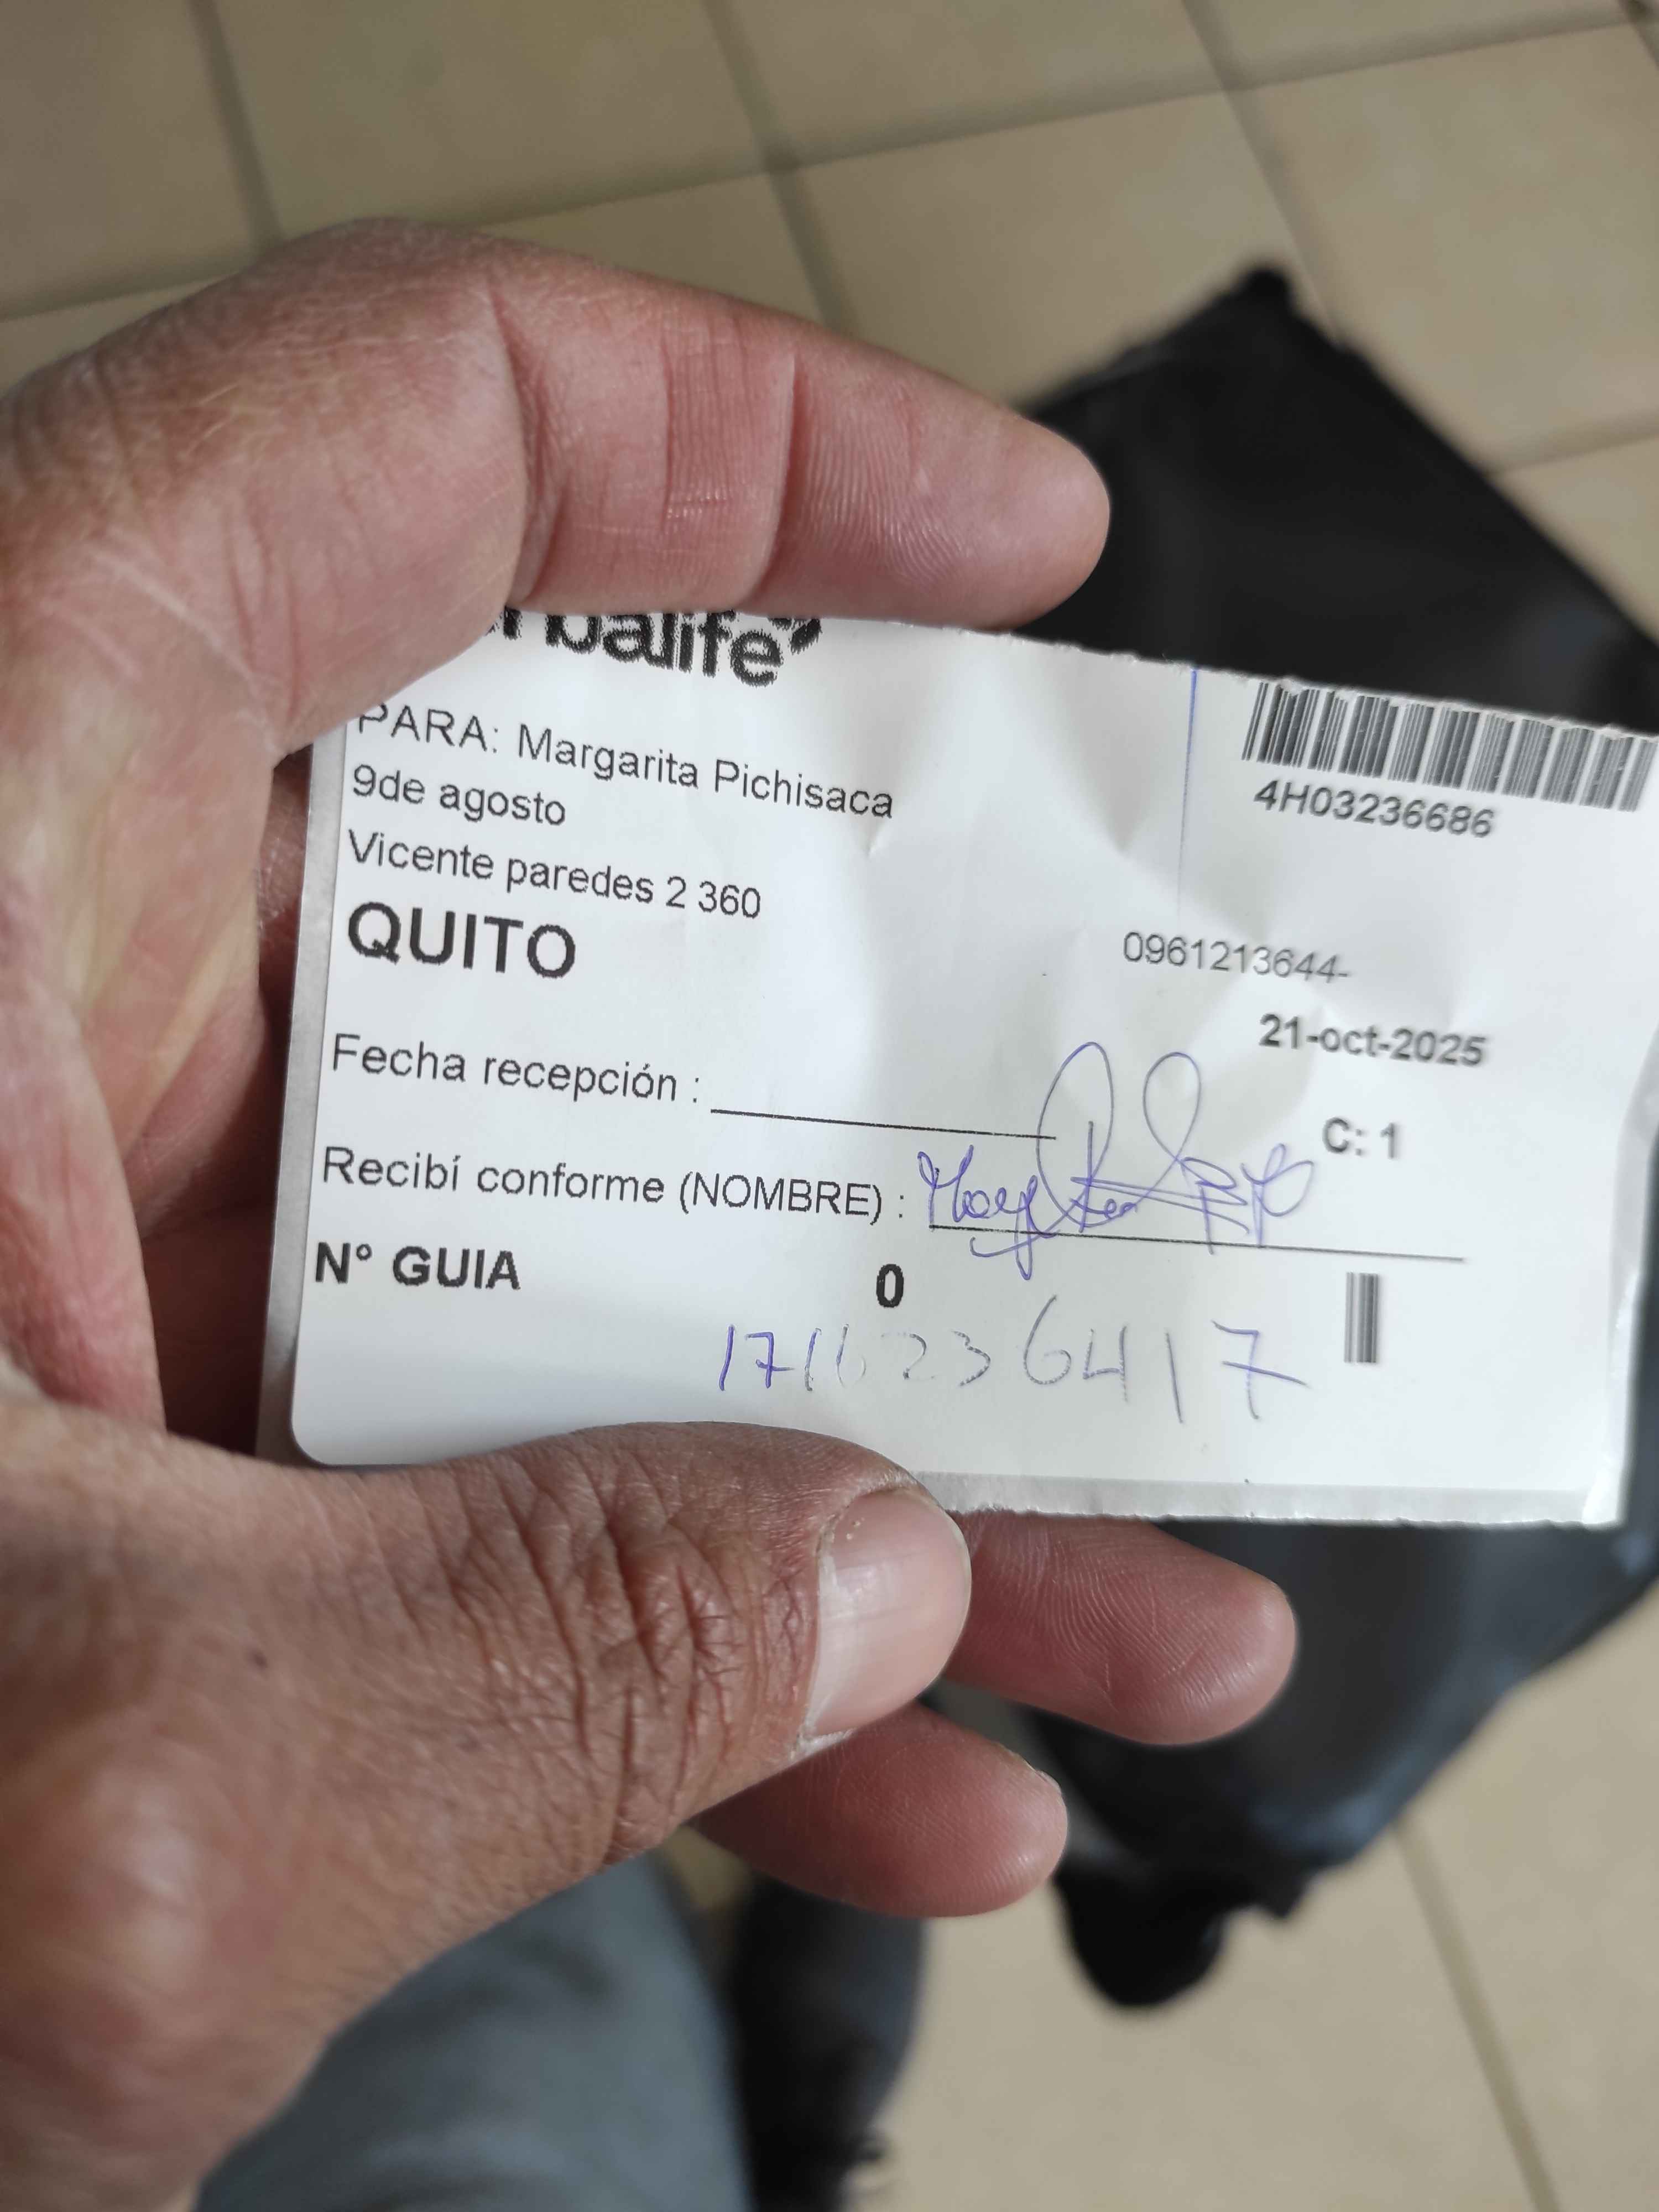 Herbalife
PARA: Margarita Pichisaca
4H03236686
9de agosto
Vicente paredes 2 360
QUITO
0961213644-
21-oct-2025
Fecha recepción :
C: 1
Recibí conforme (NOMBRE) :
N° GUIA 0
1716236417